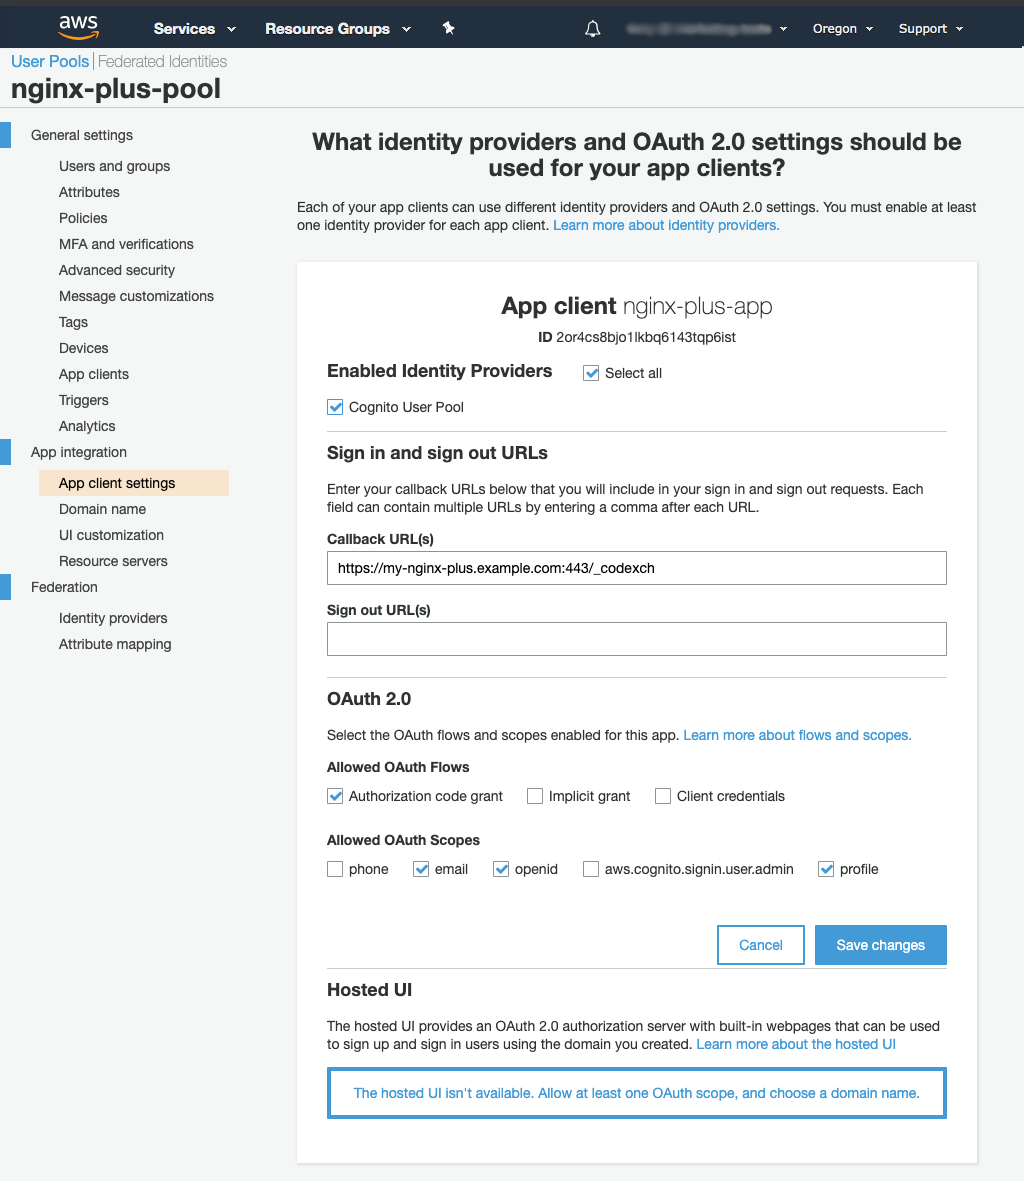 aws Services Resource Groups Oregon Support
User Pools Federated Identities
nginx-plus-pool
General settings
Users and groups
Attributes
Policies
MFA and verifications
Advanced security
Message customizations
Tags
Devices
App clients
Triggers
Analytics
App integration
App client settings
Domain name
UI customization
Resource servers
Federation
Identity providers
Attribute mapping
What identity providers and OAuth 2.0 settings should be
used for your app clients?
Each of your app clients can use different identity providers and OAuth 2.0 settings. You must enable at least
one identity provider for each app client. Learn more about identity providers.
App client nginx-plus-app
ID 2or4cs8bjo1lkbq6143tqp6ist
Enabled Identity Providers Select all
Cognito User Pool
Sign in and sign out URLs
Enter your callback URLs below that you will include in your sign in and sign out requests. Each
field can contain multiple URLs by entering a comma after each URL.
Callback URL(s)
https://my-nginx-plus.example.com:443/_codexch
Sign out URL(s)
OAuth 2.0
Select the OAuth flows and scopes enabled for this app. Learn more about flows and scopes.
Allowed OAuth Flows
Authorization code grant Implicit grant Client credentials
Allowed OAuth Scopes
phone email openid aws.cognito.signin.user.admin profile
Cancel Save changes
Hosted UI
The hosted UI provides an OAuth 2.0 authorization server with built-in webpages that can be used
to sign up and sign in users using the domain you created. Learn more about the hosted UI
The hosted UI isn't available. Allow at least one OAuth scope, and choose a domain name.